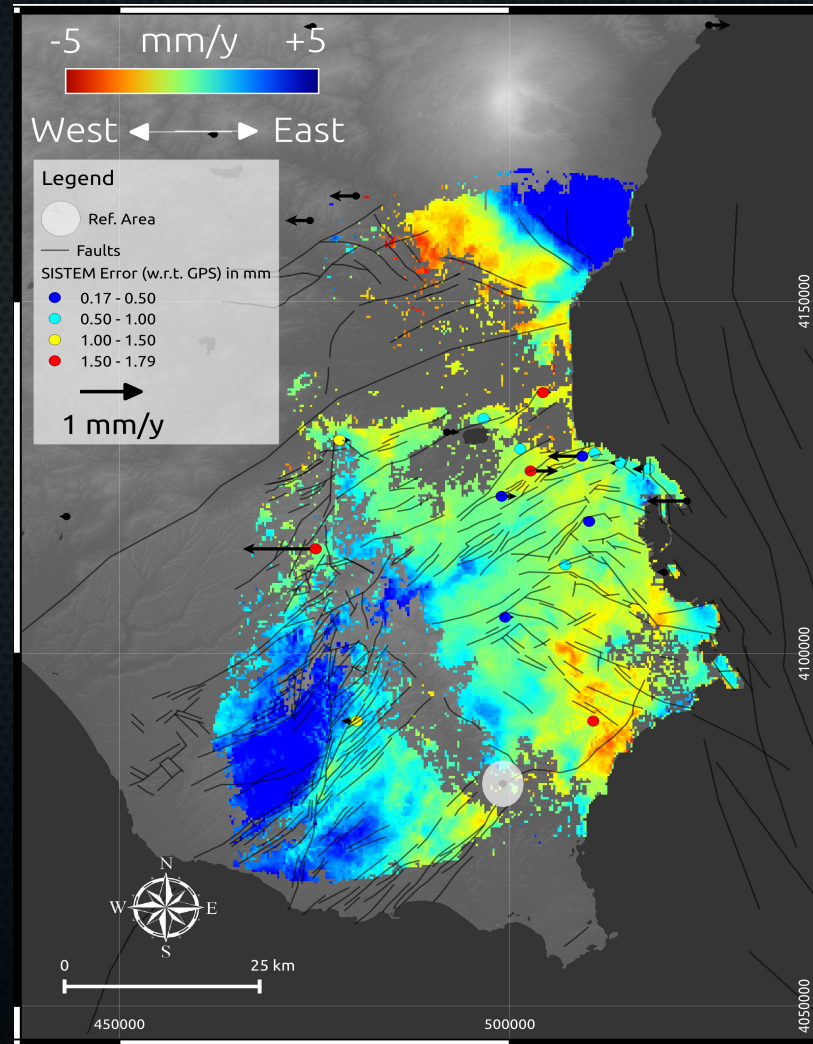 -5 mm/y +5
West East
Legend
Ref. Area
Faults
SISTEM Error (w.r.t. GPS) in mm
0.17 - 0.50
0.50 - 1.00
1.00 - 1.50
1.50 - 1.79
1 mm/y
4150000
4100000
N
W E
S
0 25 km
4050000
450000 500000